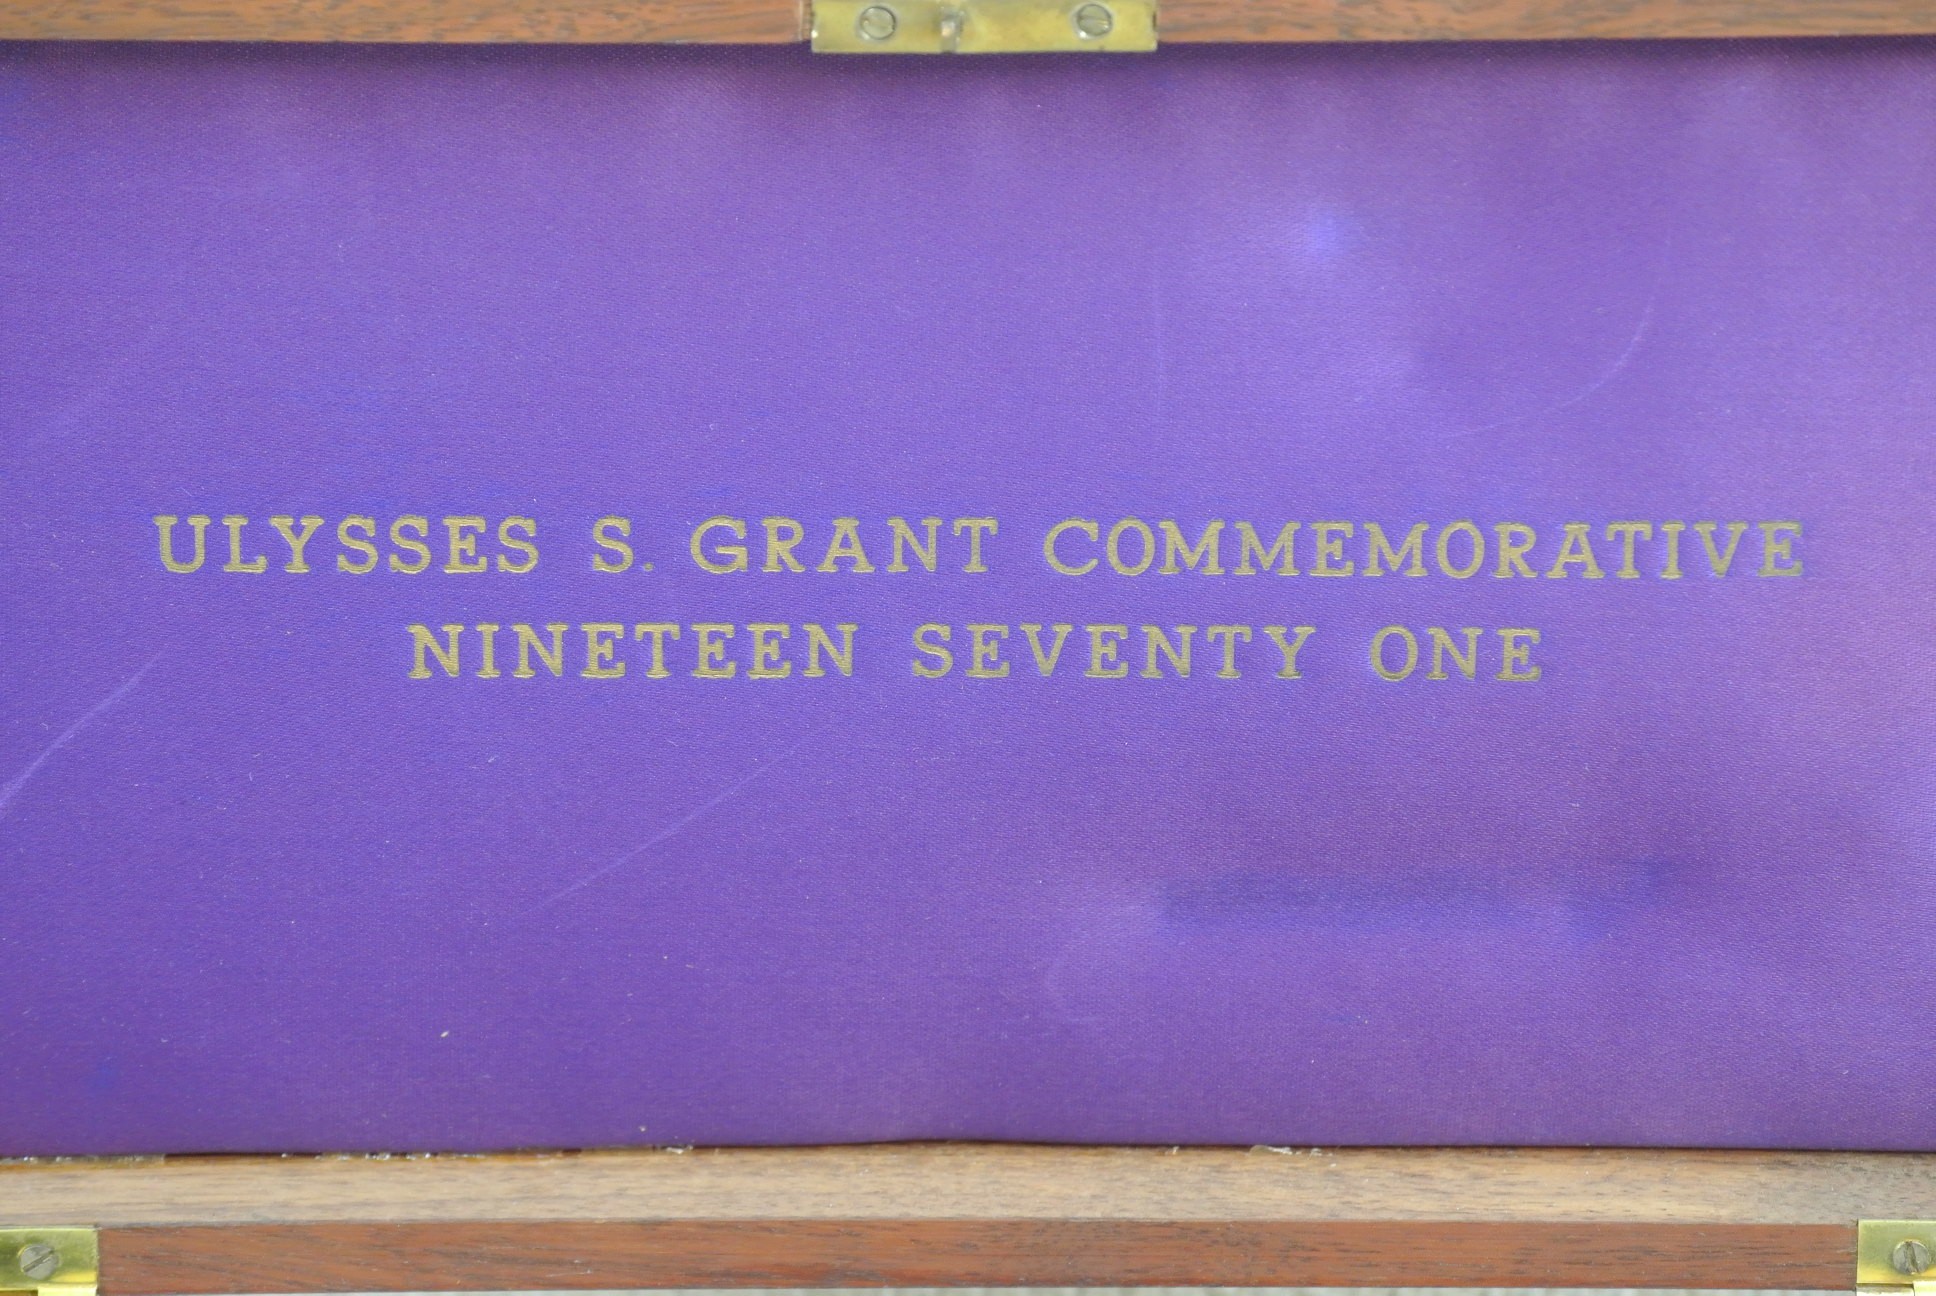 ULYSSES S. GRANT COMMEMORATIVE
NINETEEN SEVENTY ONE